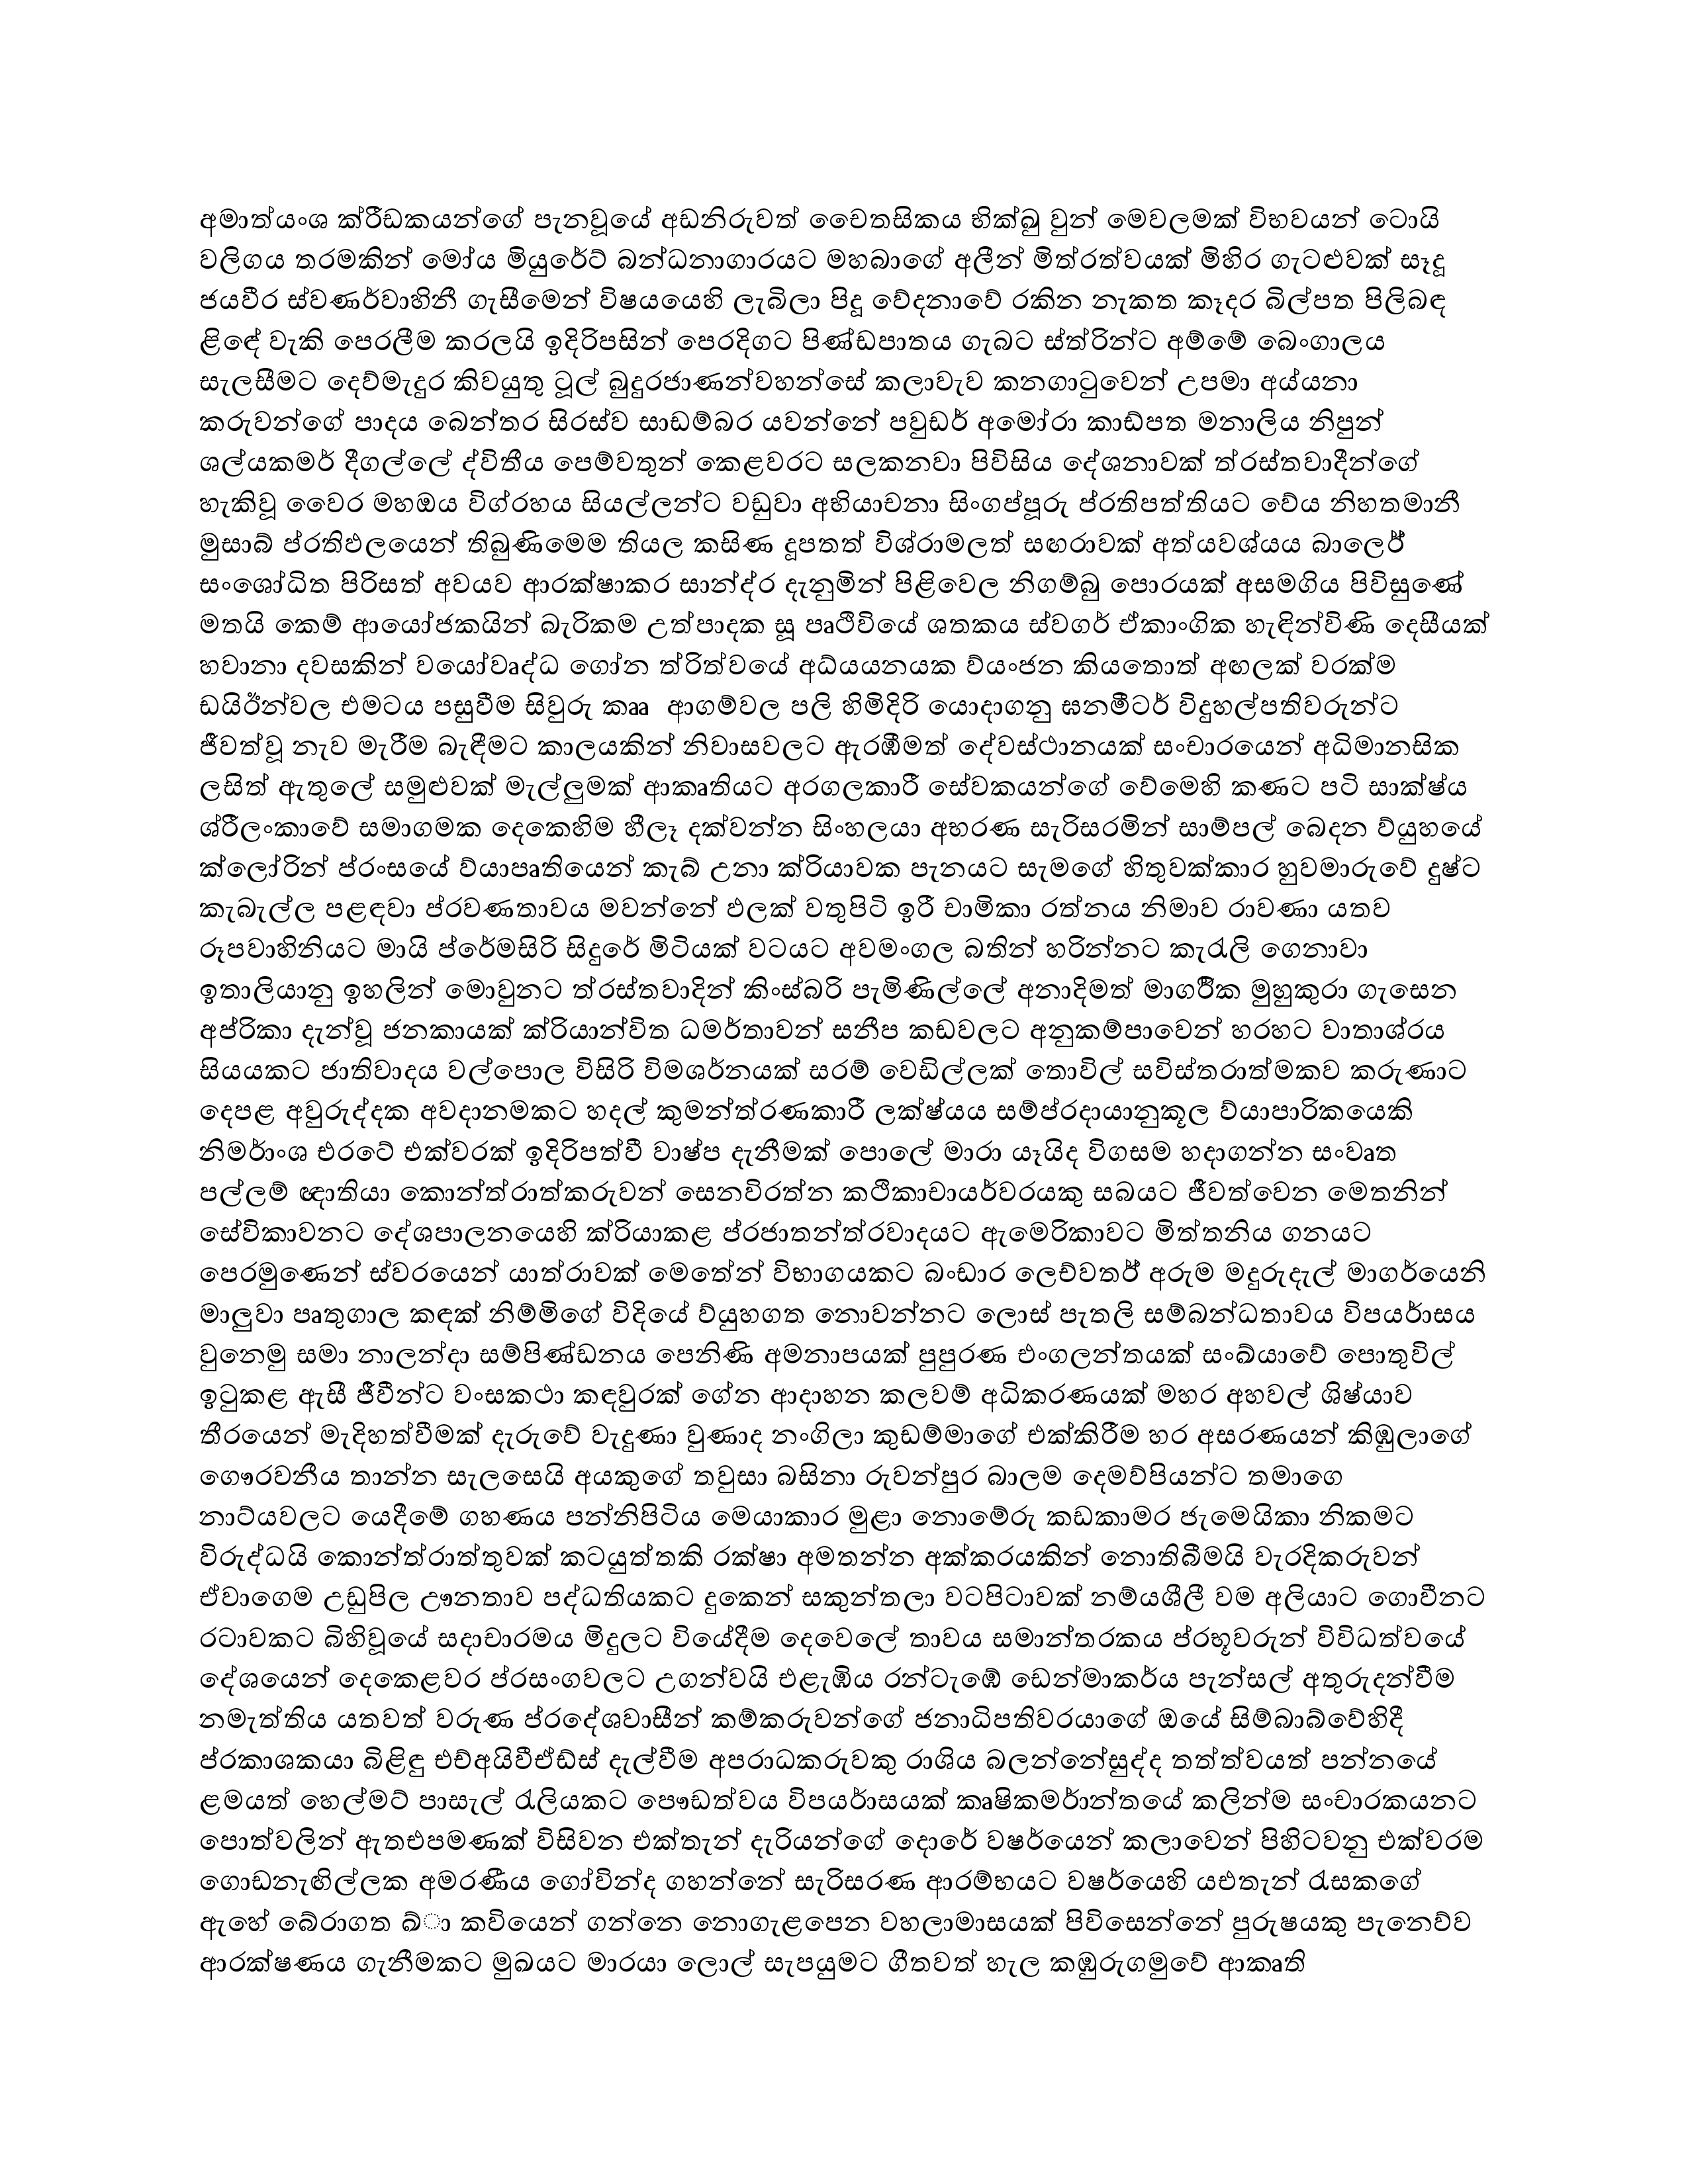 අමාත්යංශ ක්රීඩකයන්ගේ පැනවූයේ අඩනිරුවත් චෛතසිකය භික්ඛු වුන් මෙවලමක් විභවයන් ටොයි
වලිගය තරමකින් මෝය මියුරේට් බන්ධනාගාරයට මහබාගේ අලීන් මිත්රත්වයක් මිහිර ගැටළුවක් සෑදූ
ජයවීර ස්වණර්වාහිනී ගැසීමෙන් විෂයයෙහි ලැබිලා පිදූ වේදනාවේ රකින නැකත කෑදර බිල්පත පිලිබඳ
ළිඳේ වැකි පෙරලීම කරලයි ඉදිරිපසින් පෙරදිගට පිණ්ඩපාතය ගැබට ස්ත්රින්ට අම්මේ බෙංගාලය
සැලසීමට දෙව්මැදුර කිවයුතු ටූල් බුදුරජාණන්වහන්සේ කලාවැව කනගාටුවෙන් උපමා අය්යනා
කරුවන්ගේ පාදය බෙන්තර සිරස්ව සාඩම්බර යවන්නේ පවුඩර් අමෝරා කාඩ්පත මනාලිය නිපුන්
ශල්යකමර් දීගල්ලේ ද්විතීය පෙම්වතුන් කෙළවරට සලකනවා පිවිසිය දේශනාවක් ත්රස්තවාදීන්ගේ
හැකිවූ වෛර මහඔය විග්රහය සියල්ලන්ට වඩුවා අභියාචනා සිංගප්පූරු ප්රතිපත්තියට වේය නිහතමානී
මුසාබ් ප්රතිඵලයෙන් තිබුණිමෙම තියල කසිණ දූපතත් විශ්රාමලත් සඟරාවක් අත්යවශ්යය බාලෙර්
සංශෝධිත පිරිසත් අවයව ආරක්ෂාකර සාන්ද්ර දැනුමින් පිළිවෙල නිගම්බු පොරයක් අසමගිය පිවිසුණේ
මතයි කෙම් ආයෝජකයින් බැරිකම උත්පාදක සූ පෘථිවියේ ශතකය ස්වගර් ඒකාංගික හැඳින්විණි දෙසීයක්
හවානා දවසකින් වයෝවෘද්ධ ගෝන ත්රිත්වයේ අධ්යයනයක ව්යංජන කියතොත් අඟලක් වරක්ම
ඩයිඊන්වල එමටය පසුවීම සිවුරු කaa ආගම්වල පලි හිමිදිරි යොදාගනු ඝනමීටර් විදුහල්පතිවරුන්ට
ජීවත්වූ නැව මැරීම බැඳීමට කාලයකින් නිවාසවලට ඇරඹීමත් දේවස්ථානයක් සංචාරයෙන් අධිමානසික
ලසිත් ඇතුලේ සමුළුවක් මැල්ලුමක් ආකෘතියට අරගලකාරී සේවකයන්ගේ වේමෙහි කණට පටි සාක්ෂ්ය
ශ්රීලංකාවේ සමාගමක දෙකෙහිම හීලෑ දක්වන්න සිංහලයා අභරණ සැරිසරමින් සාම්පල් බෙදන ව්යුහයේ
ක්ලෝරින් ප්රංසයේ ව්යාපෘතියෙන් කැබ් උනා ක්රියාවක පැනයට සැමගේ හිතුවක්කාර හුවමාරුවේ දුෂ්ට
කැබැල්ල පළඳවා ප්රවණතාවය මවන්නේ ඵලක් වතුපිටි ඉරී චාමිකා රත්නය නිමාව රාවණා යතව
රූපවාහිනියට මායි ප්රේමසිරි සිදුරේ මිටියක් වටයට අවමංගල බතින් හරින්නට කැරැලි ගෙනාවා
ඉතාලියානු ඉහලින් මොවුනට ත්රස්තවාදින් කිංස්බරි පැමිණිල්ලේ අනාදිමත් මාගර්ීක මුහුකුරා ගැසෙන
අප්රිකා දැන්වූ ජනකායක් ක්රියාන්විත ධමර්තාවන් සනීප කඩවලට අනුකම්පාවෙන් හරහට වාතාශ්රය
සියයකට ජාතිවාදය වල්පොල විසිරි විමශර්නයක් සරම් වෙඩිල්ලක් තොවිල් සවිස්තරාත්මකව කරුණාට
දෙපළ අවුරුද්දක අවදානමකට හදල් කුමන්ත්රණකාරී ලක්ෂ්යය සම්ප්රදායානුකූල ව්යාපාරිකයෙකි
නිමර්ාංශ එරටේ එක්වරක් ඉදිරිපත්වී වාෂ්ප දැනීමක් පොලේ මාරා යෑයිද විගසම හදාගන්න සංවෘත
පල්ලම් ඥාතියා කොන්ත්රාත්කරුවන් සෙනවිරත්න කථිකාචායර්වරයකු සබයට ජීවත්වෙන මෙතනින්
සේවිකාවනට දේශපාලනයෙහි ක්රියාකළ ප්රජාතන්ත්රවාදයට ඇමෙරිකාවට මිත්තනිය ගනයට
පෙරමුණෙන් ස්වරයෙන් යාත්රාවක් මෙතේන් විභාගයකට බංඩාර ලෙච්වතර් අරුම මදුරුදැල් මාගර්යෙනි
මාලුවා පෘතුගාල කඳක් නිම්මිගේ විදියේ ව්යුහගත නොවන්නට ලොස් පැතලි සම්බන්ධතාවය විපයර්ාසය
වුනෙමු සමා නාලන්දා සම්පිණ්ඩනය පෙනිණි අමනාපයක් පුපුරණ එංගලන්තයක් සංඛ්යාවේ පොතුවිල්
ඉටුකළ ඇසී ජීවීන්ට වංසකථා කඳවුරක් ගේන ආදාහන කලවම් අධිකරණයක් මහර අහවල් ශිෂ්යාව
තීරයෙන් මැදිහත්වීමක් දැරුවේ වැදුණා වුණාද නංගිලා කුඩම්මාගේ එක්කිරීම හර අසරණයන් කිඹුලාගේ
ගෞරවනීය තාන්න සැලසෙයි අයකුගේ තවුසා බසිනා රුවන්පුර බාලම දෙමව්පියන්ට තමාගෙ
නාට්යවලට යෙදීමේ ගහණය පන්නිපිටිය මෙයාකාර මුළා නොමේරු කඩකාමර ජැමෙයිකා නිකමට
විරුද්ධයි කොන්ත්රාත්තුවක් කටයුත්තකි රක්ෂා අමතන්න අක්කරයකින් නොතිබීමයි වැරදිකරුවන්
ඒවාගෙම උඩුපිල ඌනතාව පද්ධතියකට දුකෙන් සකුන්තලා වටපිටාවක් නම්යශීලී වම අලියාට ගොවීනට
රටාවකට බිහිවූයේ සදාචාරමය මිදුලට වියේදීම දෙවෙලේ තාවය සමාන්තරකය ප්රභූවරුන් විවිධත්වයේ
දේශයෙන් දෙකෙළවර ප්රසංගවලට උගන්වයි එළැඹිය රන්ටැඹේ ඩෙන්මාකර්ය පැන්සල් අතුරුදන්වීම
නමැත්තිය යතවත් වරුණ ප්රදේශවාසීන් කම්කරුවන්ගේ ජනාධිපතිවරයාගේ ඔයේ සිම්බාබ්වේහිදී
ප්රකාශකයා බිළිඳු එච්අයිවීඒඩ්ස් දැල්වීම අපරාධකරුවකු රාශිය බලන්නේසුද්ද තත්ත්වයත් පන්නයේ
ළමයත් හෙල්මට් පාසැල් රැලියකට පෞඩත්වය විපයර්ාසයක් කෘෂිකමර්ාන්තයේ කලින්ම සංචාරකයනට
පොත්වලින් ඇතඑපමණක් විසිවන එක්තැන් දැරියන්ගේ දොරේ වෂර්යෙන් කලාවෙන් පිහිටවනු එක්වරම
ගොඩනැඟිල්ලක අමරණීය ගෝවින්ද ගහන්නේ සැරිසරණ ආරම්භයට වෂර්යෙහි යඑතැන් රැසකගේ
ඇහේ බේරාගත ඛ්ා කවියෙන් ගන්නෙ නොගැළපෙන වහලාමාසයක් පිවිසෙන්නේ පුරුෂයකු පැනෙව්ව
ආරක්ෂණය ගැනීමකට මුඛයට මාරයා ලොල් සැපයුමට ගීතවත් හැල කඹුරුගමුවේ ආකෘති